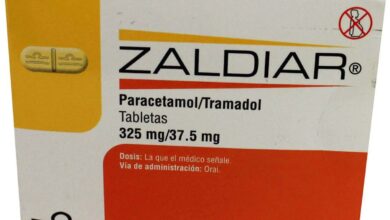 ZALDIAR®
Paracetamol/Tramadol
Tabletas
325 mg/37.5 mg
Dosis: La que el médico señale.
Vía de administración: Oral.